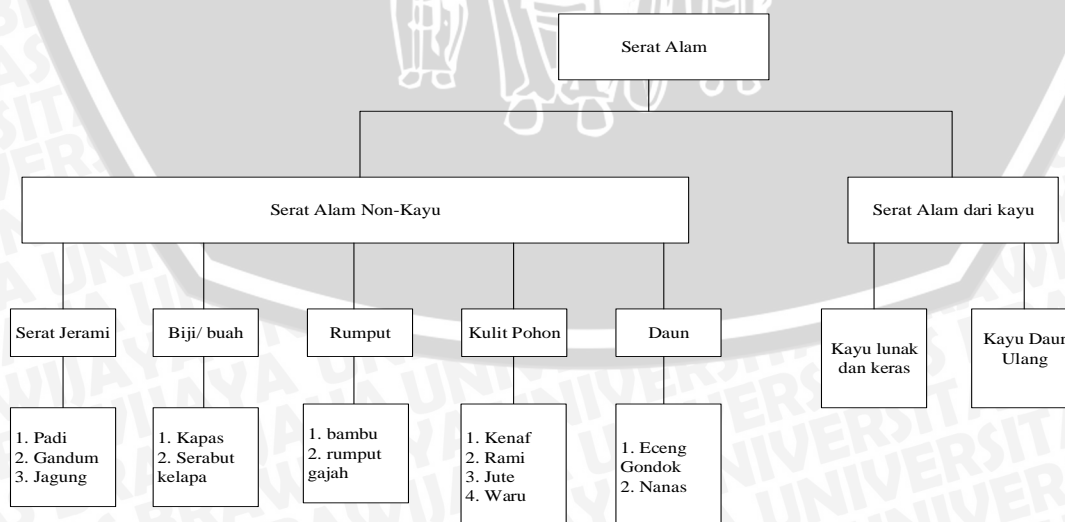 Serat Alam
Serat Alam Non-Kayu
Serat Alam dari kayu
Serat Jerami
Biji/ buah
Rumput
Kulit Pohon
Daun
Kayu lunak
dan keras
Kayu Daur
Ulang
1. Padi
2. Gandum
3. Jagung
1. Kapas
2. Serabut
kelapa
1. bambu
2. rumput
gajah
1. Kenaf
2. Rami
3. Jute
4. Waru
1. Eceng
Gondok
2. Nanas